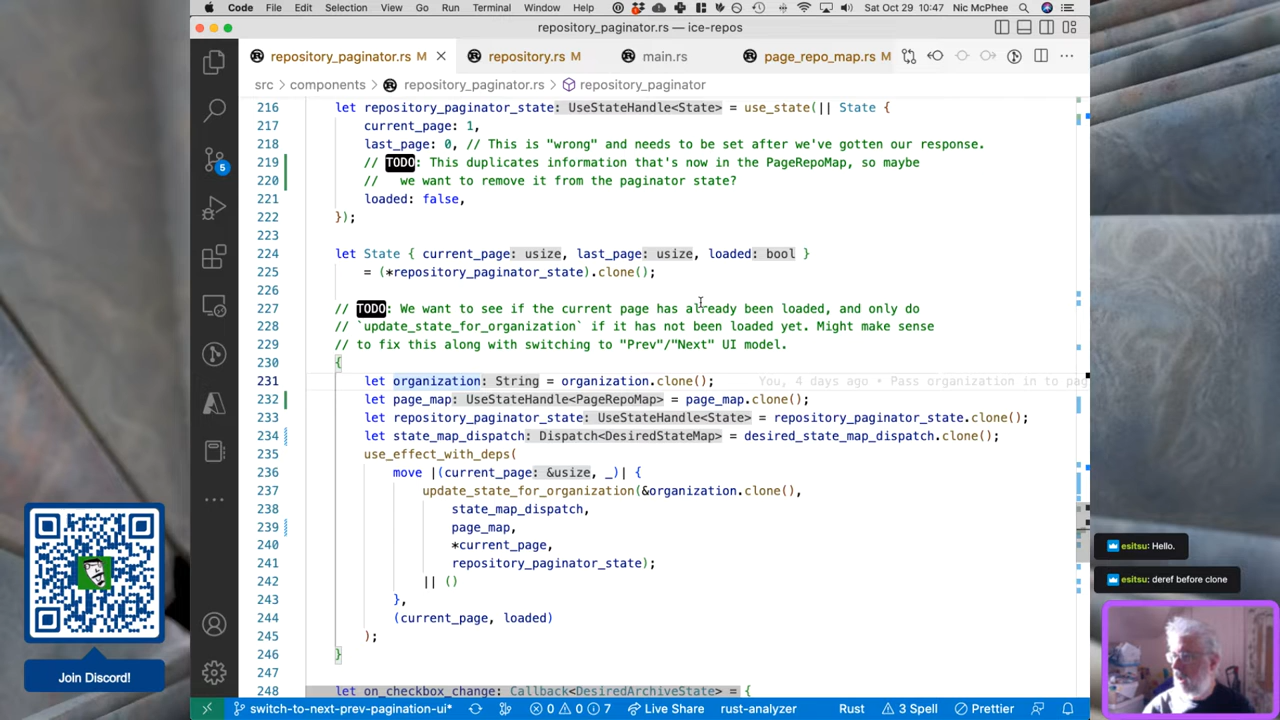 Code File Edit Selection View Go Run Terminal Window Help Sat Oct 29 10:47 Nic McPhee
repository_paginator.rs — ice-repos
repository_paginator.rs M repository.rs M main.rs page_repo_map.rs M
src components repository_paginator.rs repository_paginator
216 let repository_paginator_state: UseStateHandle<State> = use_state(|| State {
217 current_page: 1,
218 last_page: 0, // This is "wrong" and needs to be set after we've gotten our response.
219 // TODO: This duplicates information that's now in the PageRepoMap, so maybe
220 // we want to remove it from the paginator state?
221 loaded: false,
222 });
223
224 let State { current_page: usize, last_page: usize, loaded: bool }
225 = (*repository_paginator_state).clone();
226
227 // TODO: We want to see if the current page has already been loaded, and only do
228 // `update_state_for_organization` if it has not been loaded yet. Might make sense
229 // to fix this along with switching to "Prev"/"Next" UI model.
230 {
231 let organization: String = organization.clone(); You, 4 days ago • Pass organization in to pag
232 let page_map: UseStateHandle<PageRepoMap> = page_map.clone();
233 let repository_paginator_state: UseStateHandle<State> = repository_paginator_state.clone();
234 let state_map_dispatch: Dispatch<DesiredStateMap> = desired_state_map_dispatch.clone();
235 use_effect_with_deps(
236 move |(current_page: &usize, _)| {
237 update_state_for_organization(&organization.clone(),
238 state_map_dispatch,
239 page_map,
240 *current_page,
241 repository_paginator_state);
242 || ()
243 },
244 (current_page, loaded)
245 );
246 }
247
248 let on_checkbox_change: Callback<DesiredArchiveState> = {
5
Join Discord!
esitsu: Hello.
esitsu: deref before clone
switch-to-next-prev-pagination-ui* 0 0 7 Live Share rust-analyzer Rust 3 Spell Prettier